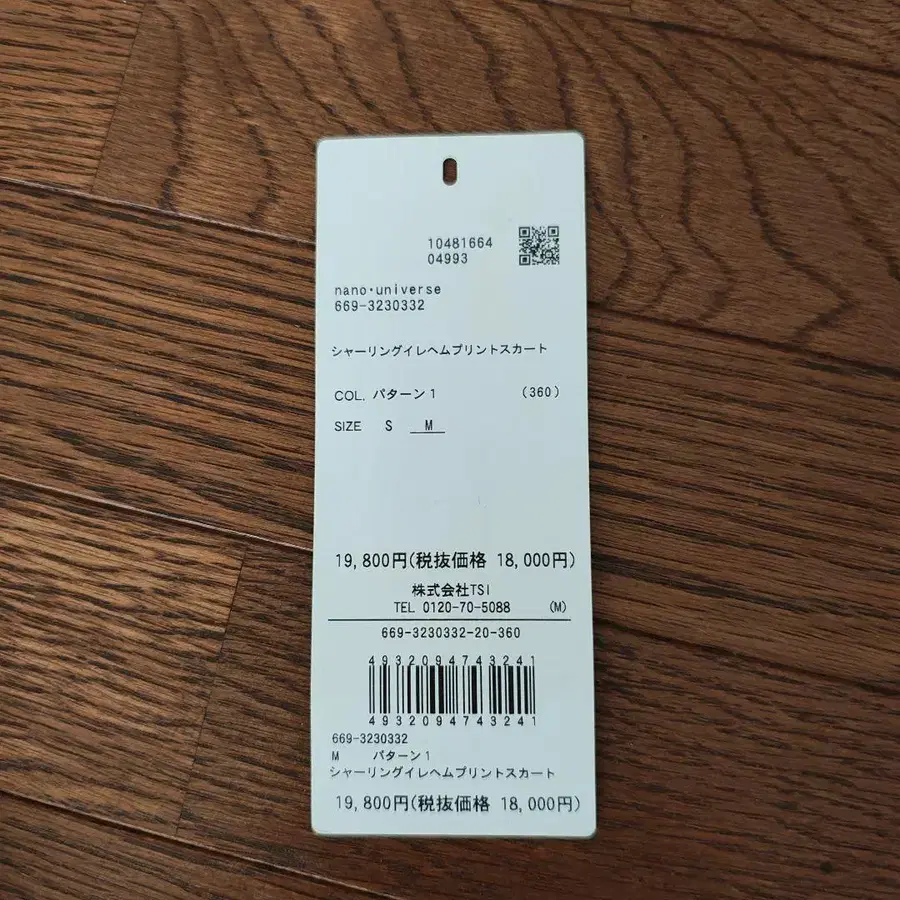 10481664
04993
nano・universe
669-3230332
シャーリングイレヘムプリントスカート
COL. パターン1 (360)
SIZE S M
19,800円(税抜価格 18,000円)
株式会社TSI
TEL 0120-70-5088 (M)
669-3230332-20-360
4932094743241
4932094743241
669-3230332
M パターン1
シャーリングイレヘムプリントスカート
19,800円(税抜価格 18,000円)